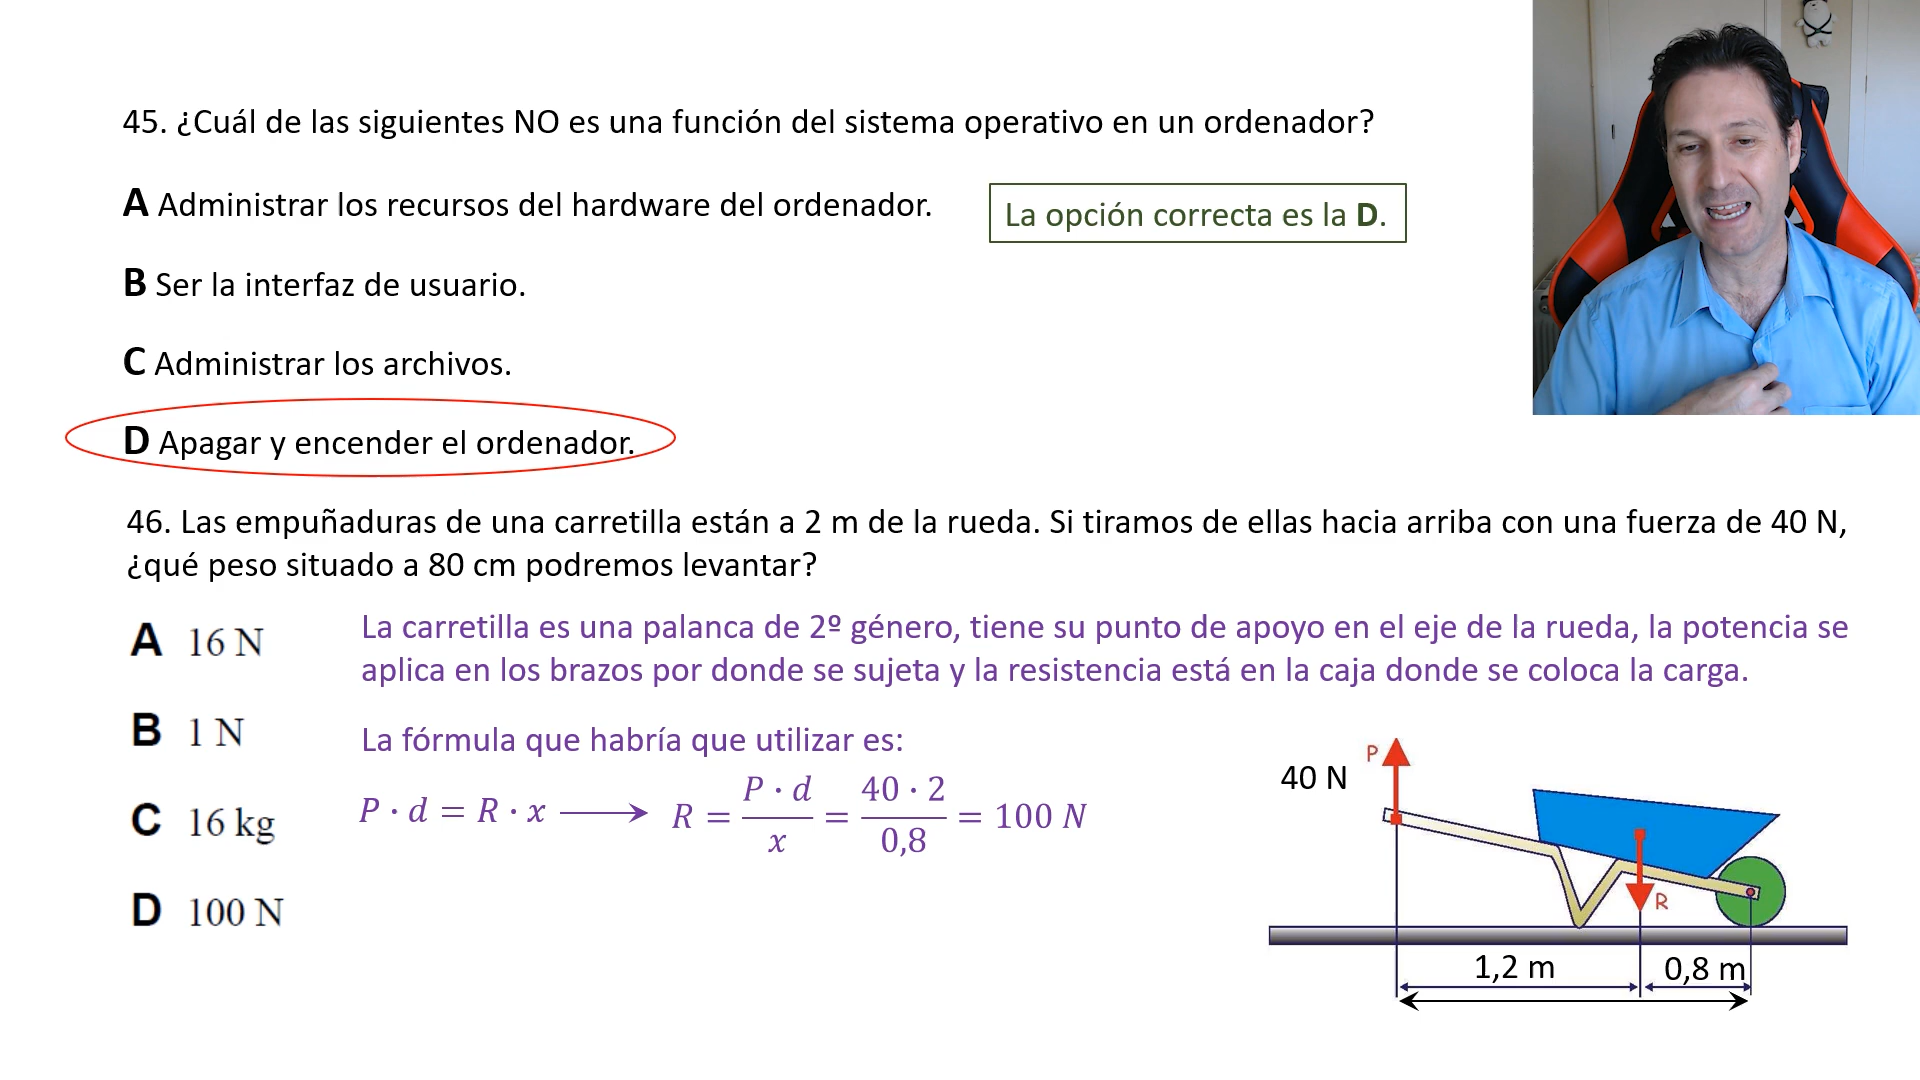 45. ¿Cuál de las siguientes NO es una función del sistema operativo en un ordenador?
A Administrar los recursos del hardware del ordenador.
La opción correcta es la D.
B Ser la interfaz de usuario.
C Administrar los archivos.
D Apagar y encender el ordenador.
46. Las empuñaduras de una carretilla están a 2 m de la rueda. Si tiramos de ellas hacia arriba con una fuerza de 40 N,
¿qué peso situado a 80 cm podremos levantar?
A 16 N
B 1 N
C 16 kg
D 100 N
La carretilla es una palanca de 2º género, tiene su punto de apoyo en el eje de la rueda, la potencia se
aplica en los brazos por donde se sujeta y la resistencia está en la caja donde se coloca la carga.
La fórmula que habría que utilizar es:
P · d = R · x ⟶ R = P · d / x = 40 · 2 / 0,8 = 100 N
P
40 N
R
1,2 m
0,8 m